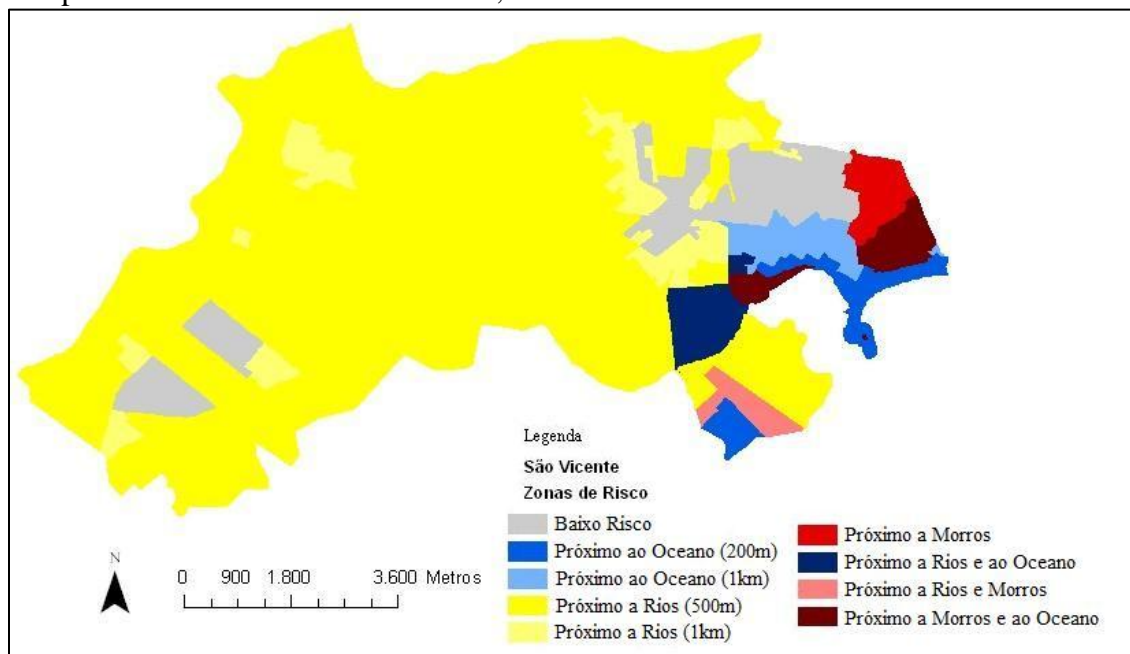 Legenda
São Vicente
Zonas de Risco
Baixo Risco
Próximo ao Oceano (200m)
Próximo ao Oceano (1km)
Próximo a Rios (500m)
Próximo a Rios (1km)
Próximo a Morros
Próximo a Rios e ao Oceano
Próximo a Rios e Morros
Próximo a Morros e ao Oceano
N
0 900 1.800 3.600 Metros